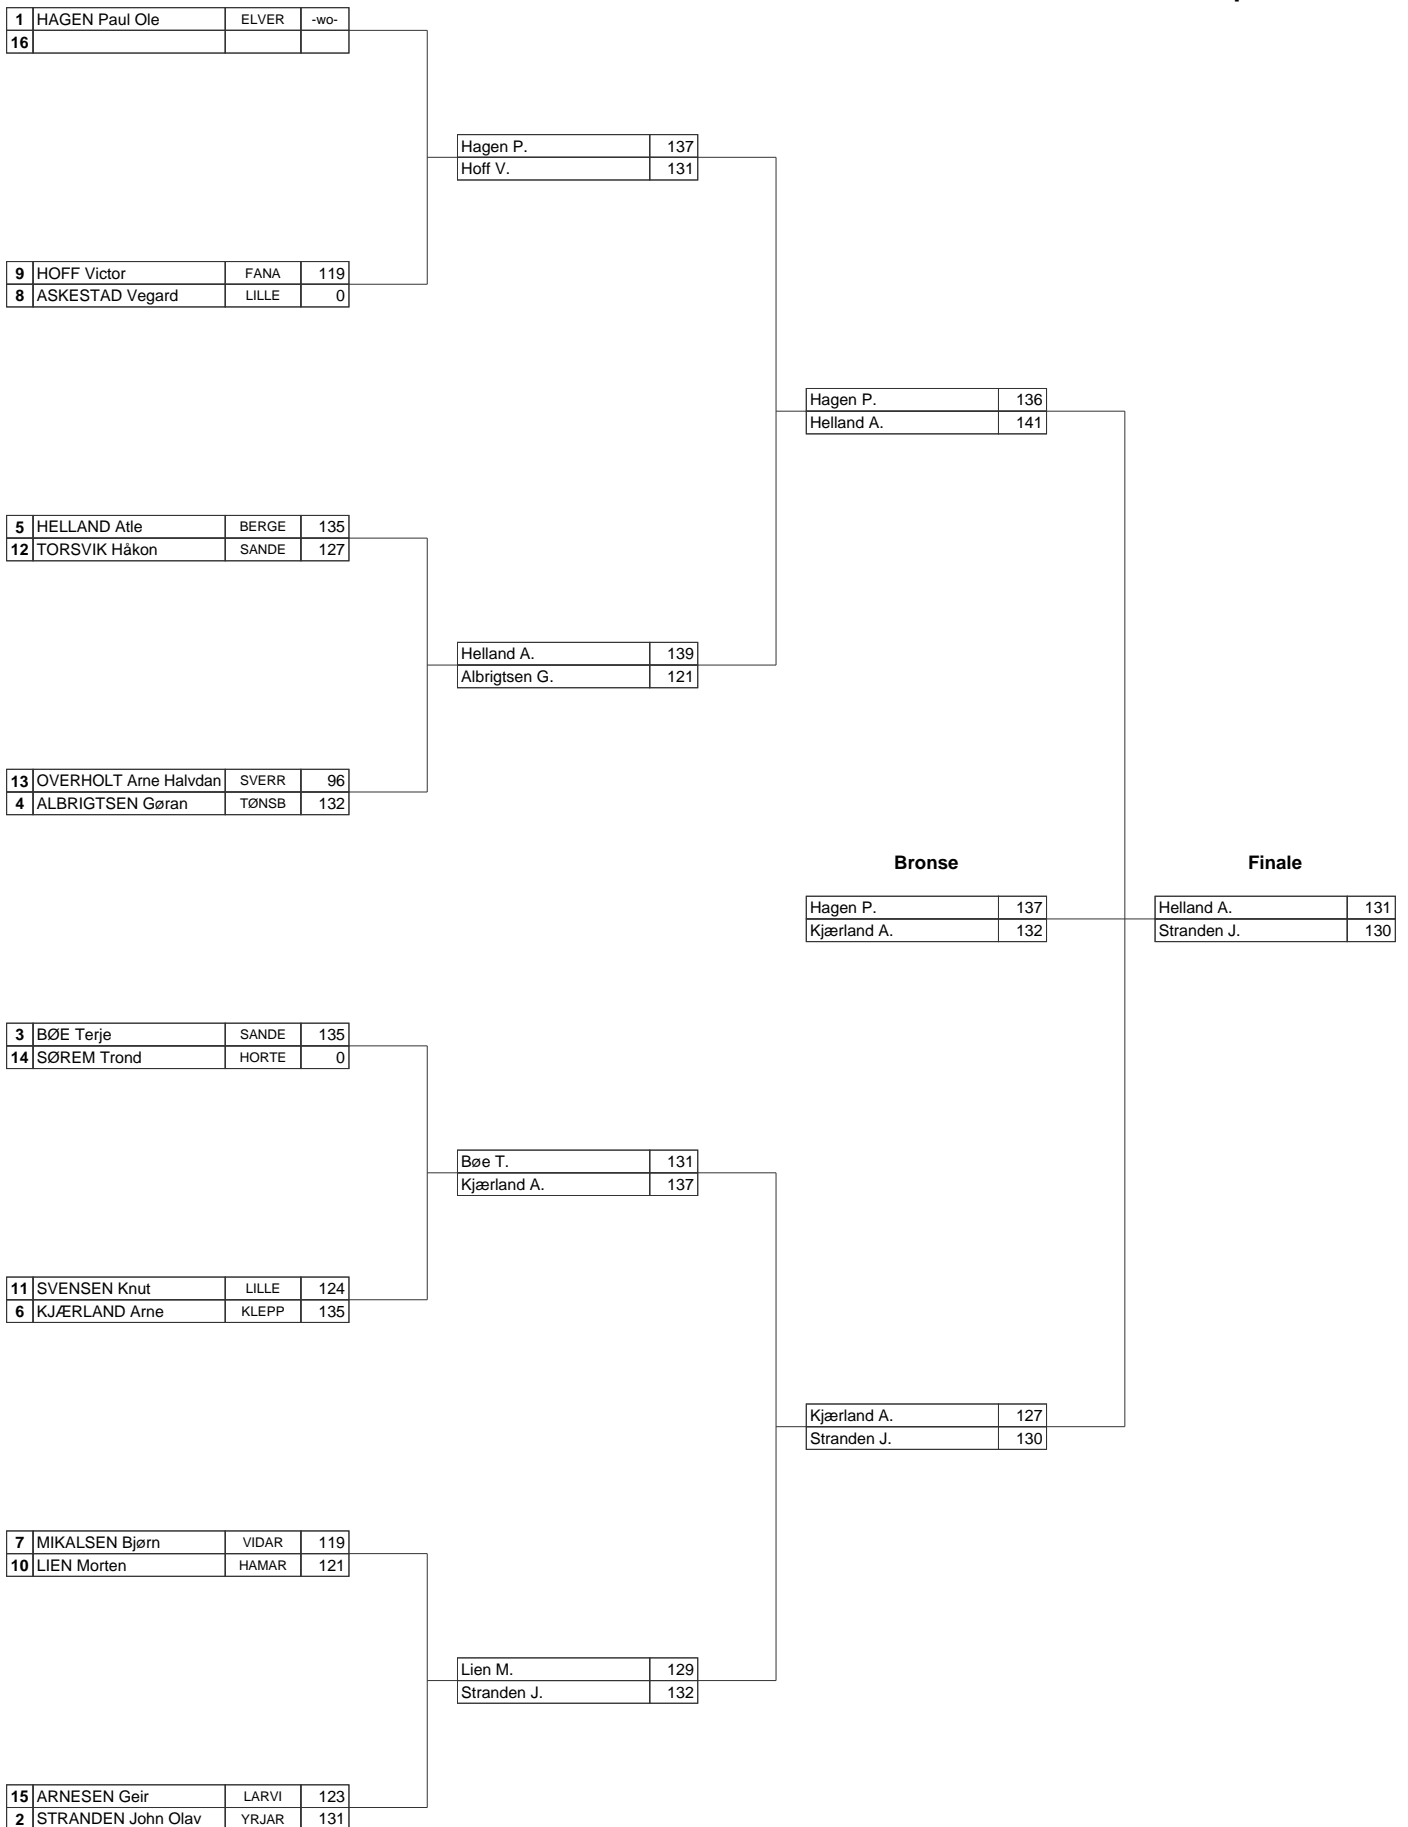 1 HAGEN Paul Ole ELVER -wo-
16
Hagen P. 137
Hoff V. 131
9 HOFF Victor FANA 119
8 ASKESTAD Vegard LILLE 0
Hagen P. 136
Helland A. 141
5 HELLAND Atle BERGE 135
12 TORSVIK Håkon SANDE 127
Helland A. 139
Albrigtsen G. 121
13 OVERHOLT Arne Halvdan SVERR 96
4 ALBRIGTSEN Gøran TØNSB 132
Bronse Finale
Hagen P. 137 Helland A. 131
Kjærland A. 132 Stranden J. 130
3 BØE Terje SANDE 135
14 SØREM Trond HORTE 0
Bøe T. 131
Kjærland A. 137
11 SVENSEN Knut LILLE 124
6 KJÆRLAND Arne KLEPP 135
Kjærland A. 127
Stranden J. 130
7 MIKALSEN Bjørn VIDAR 119
10 LIEN Morten HAMAR 121
Lien M. 129
Stranden J. 132
15 ARNESEN Geir LARVI 123
2 STRANDEN John Olav YRJAR 131